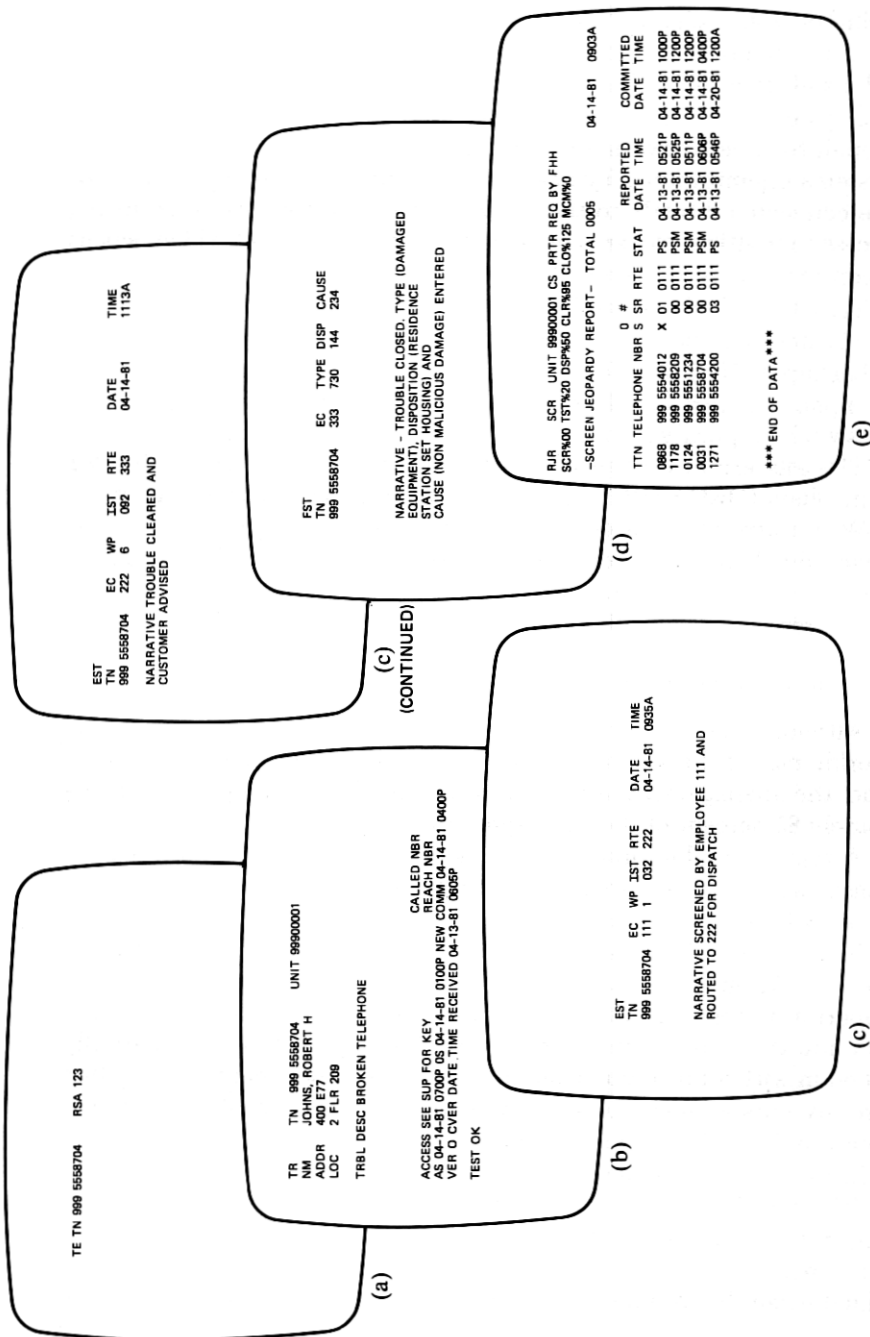 TE TN 999 5558704 RSA 123
(a)
TR TN 999 5558704 UNIT 99900001
NM JOHNS, ROBERT H
ADDR 400 E77
LOC 2 FLR 209
TRBL DESC BROKEN TELEPHONE
CALLED NBR
ACCESS SEE SUP FOR KEY REACH NBR
AS 04-14-81 0700P OS 04-14-81 0100P NEW COMM 04-14-81 0400P
VER O CVER DATE TIME RECEIVED 04-13-81 0605P
TEST OK
(b)
EST
TN EC WP IST RTE DATE TIME
999 5558704 111 1 032 222 04-14-81 0935A
NARRATIVE SCREENED BY EMPLOYEE 111 AND
ROUTED TO 222 FOR DISPATCH
(c)
EST
TN EC WP IST RTE DATE TIME
999 5558704 222 6 092 333 04-14-81 1113A
NARRATIVE TROUBLE CLEARED AND
CUSTOMER ADVISED
(c)
(CONTINUED)
FST
TN EC TYPE DISP CAUSE
999 5558704 333 730 144 234
NARRATIVE - TROUBLE CLOSED, TYPE (DAMAGED
EQUIPMENT), DISPOSITION (RESIDENCE
STATION SET HOUSING) AND
CAUSE (NON MALICIOUS DAMAGE) ENTERED
(d)
RJR SCR UNIT 99900001 CS PRTR REQ BY FHH
SCR%00 TST%20 DSP%50 CLR%95 CLO%125 MCM%0
-SCREEN JEOPARDY REPORT- TOTAL 0005 04-14-81 0903A
D # REPORTED COMMITTED
TTN TELEPHONE NBR S SR RTE STAT DATE TIME DATE TIME
0868 999 5554012 X 01 0111 PS 04-13-81 0521P 04-14-81 1000P
1178 999 5558209 00 0111 PSM 04-13-81 0525P 04-14-81 1200P
0124 999 5551234 00 0111 PSM 04-13-81 0511P 04-14-81 1200P
0031 999 5558704 00 0111 PSM 04-13-81 0606P 04-14-81 0400P
1271 999 5554200 03 0111 PS 04-13-81 0546P 04-20-81 1200A
***END OF DATA***
(e)